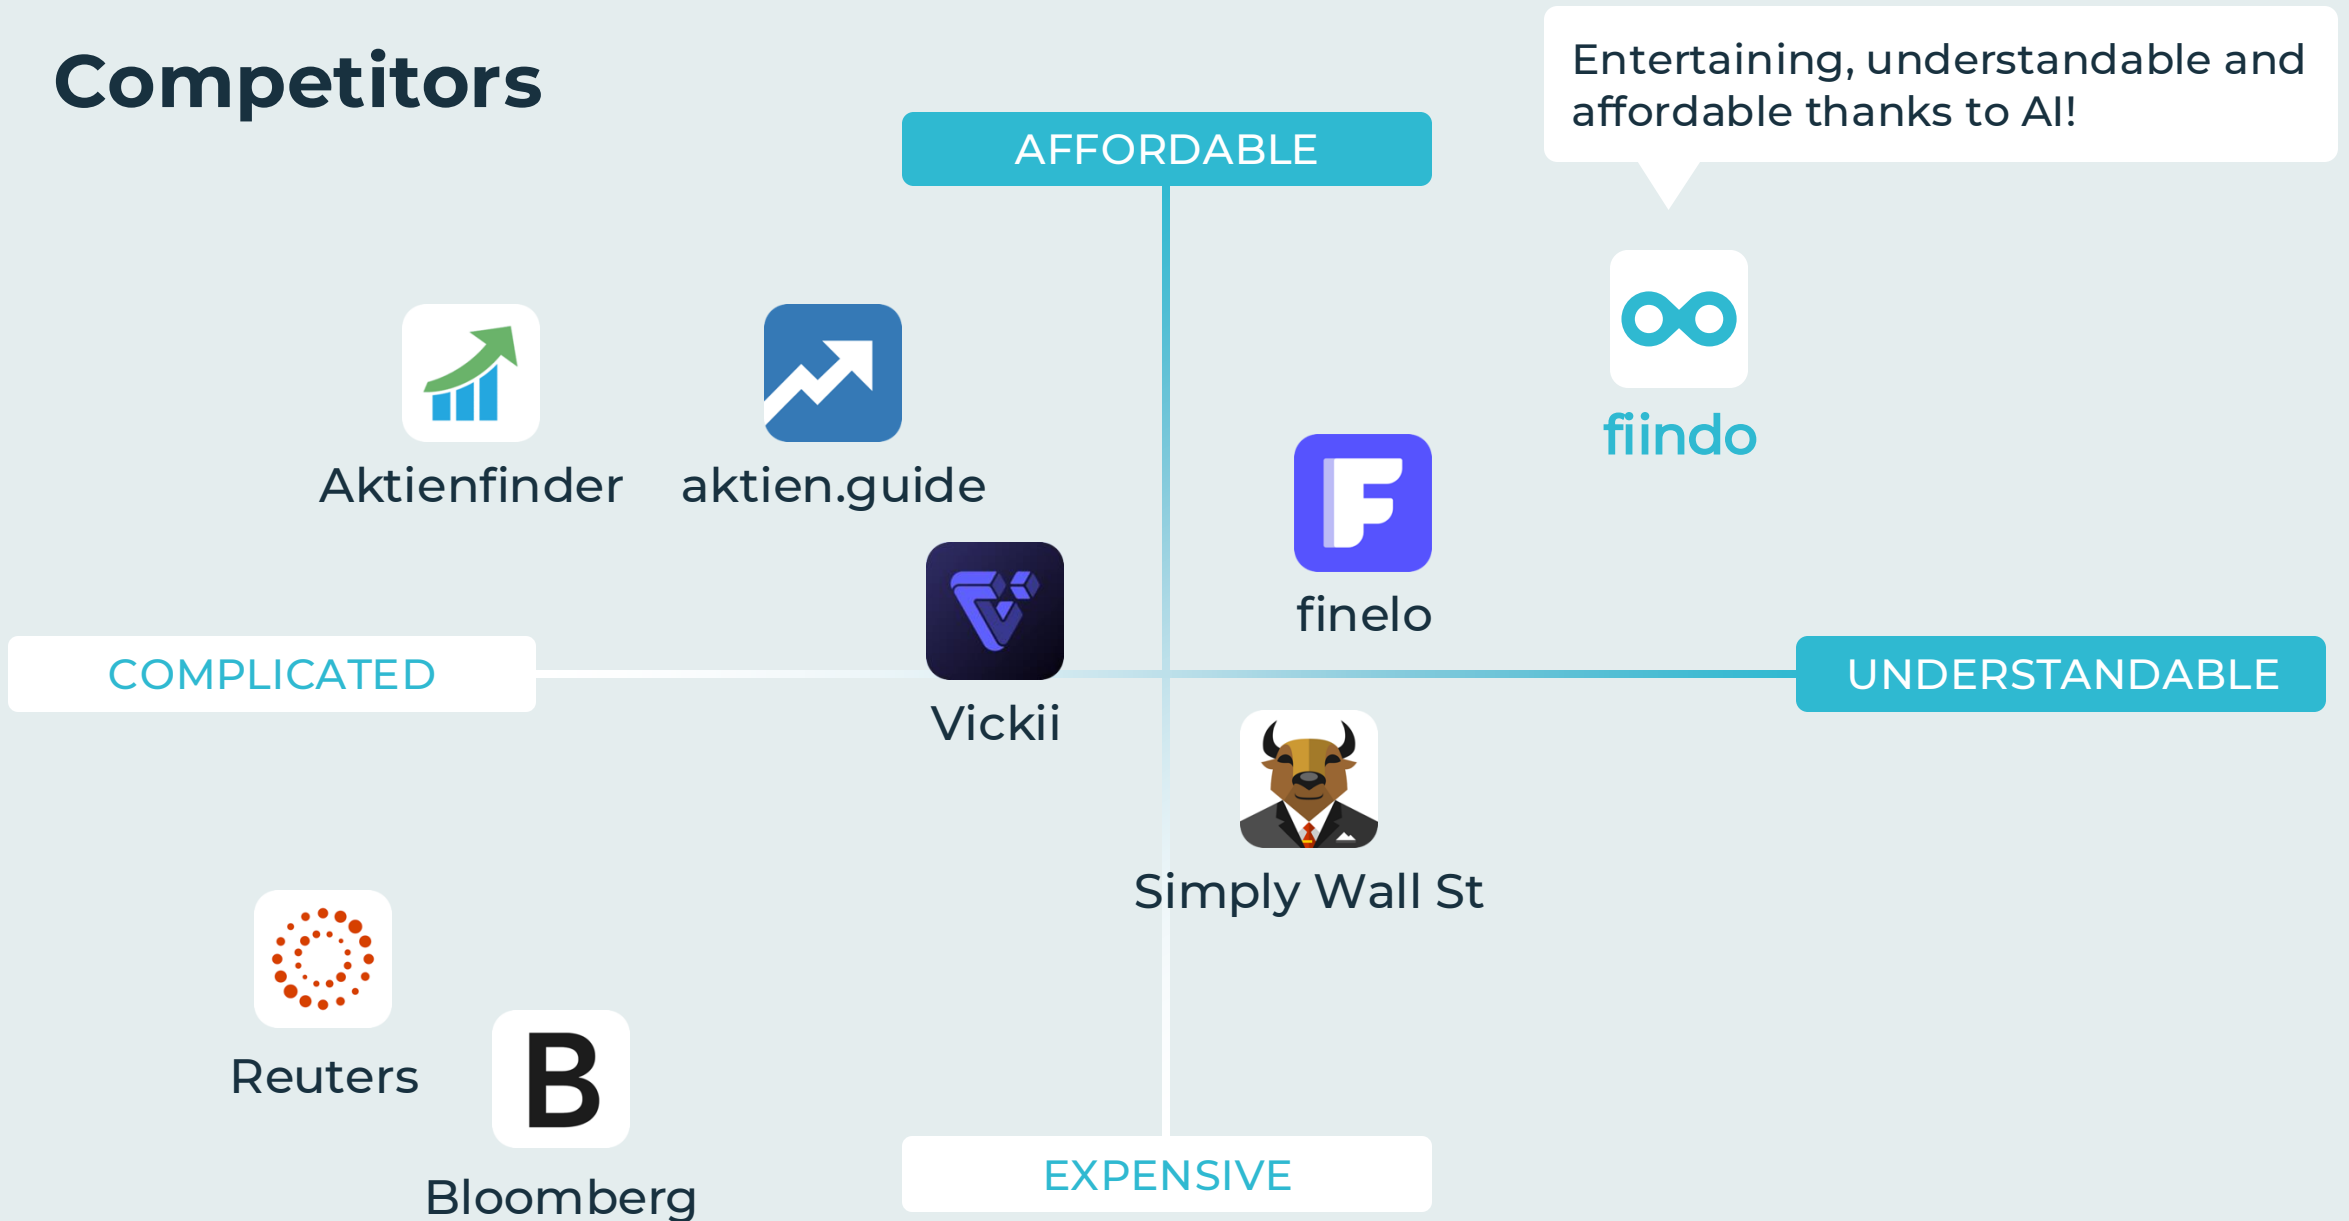 Competitors
Entertaining, understandable and
affordable thanks to AI!
AFFORDABLE
fiindo
Aktienfinder
aktien.guide
F
finelo
COMPLICATED
UNDERSTANDABLE
Vickii
Simply Wall St
Reuters
B
Bloomberg
EXPENSIVE